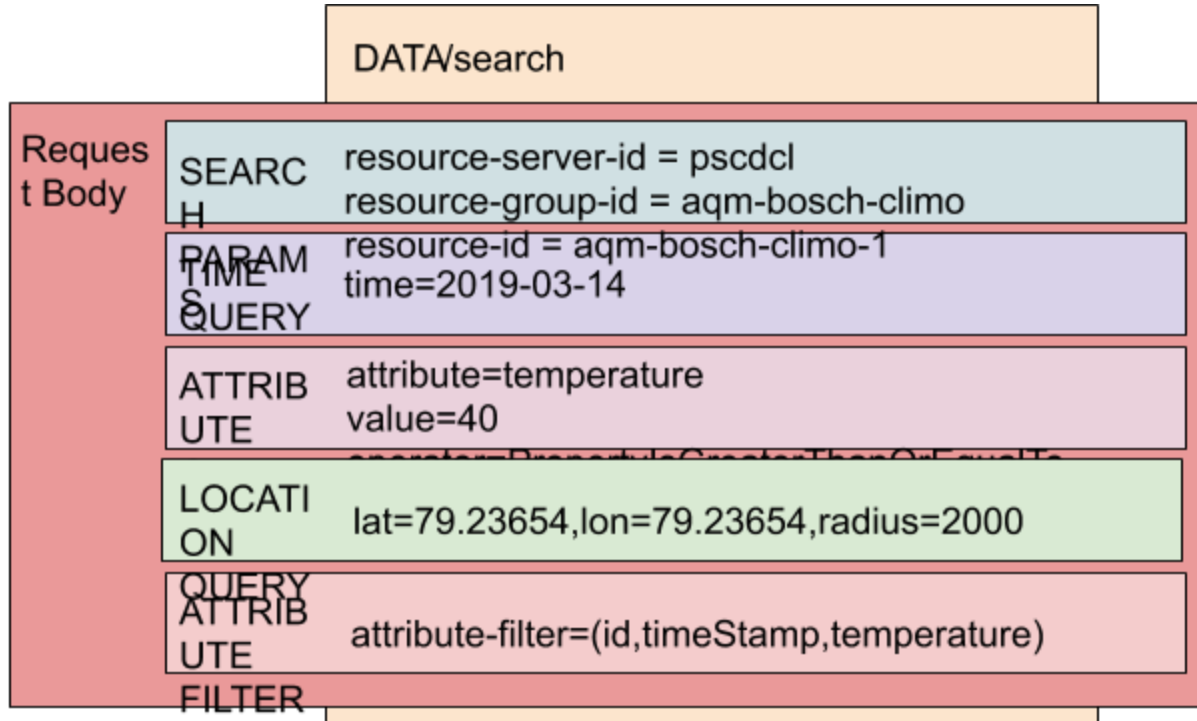 DATA/search
Reques
t Body
SEARC
H
PARAM
S
resource-server-id = pscdcl
resource-group-id = aqm-bosch-climo
resource-id = aqm-bosch-climo-1
TIME
QUERY
time=2019-03-14
ATTRIB
UTE
attribute=temperature
value=40
operator=PropertyIsGreaterThanOrEqualTo
LOCATI
ON
QUERY
lat=79.23654,lon=79.23654,radius=2000
ATTRIB
UTE
FILTER
attribute-filter=(id,timeStamp,temperature)